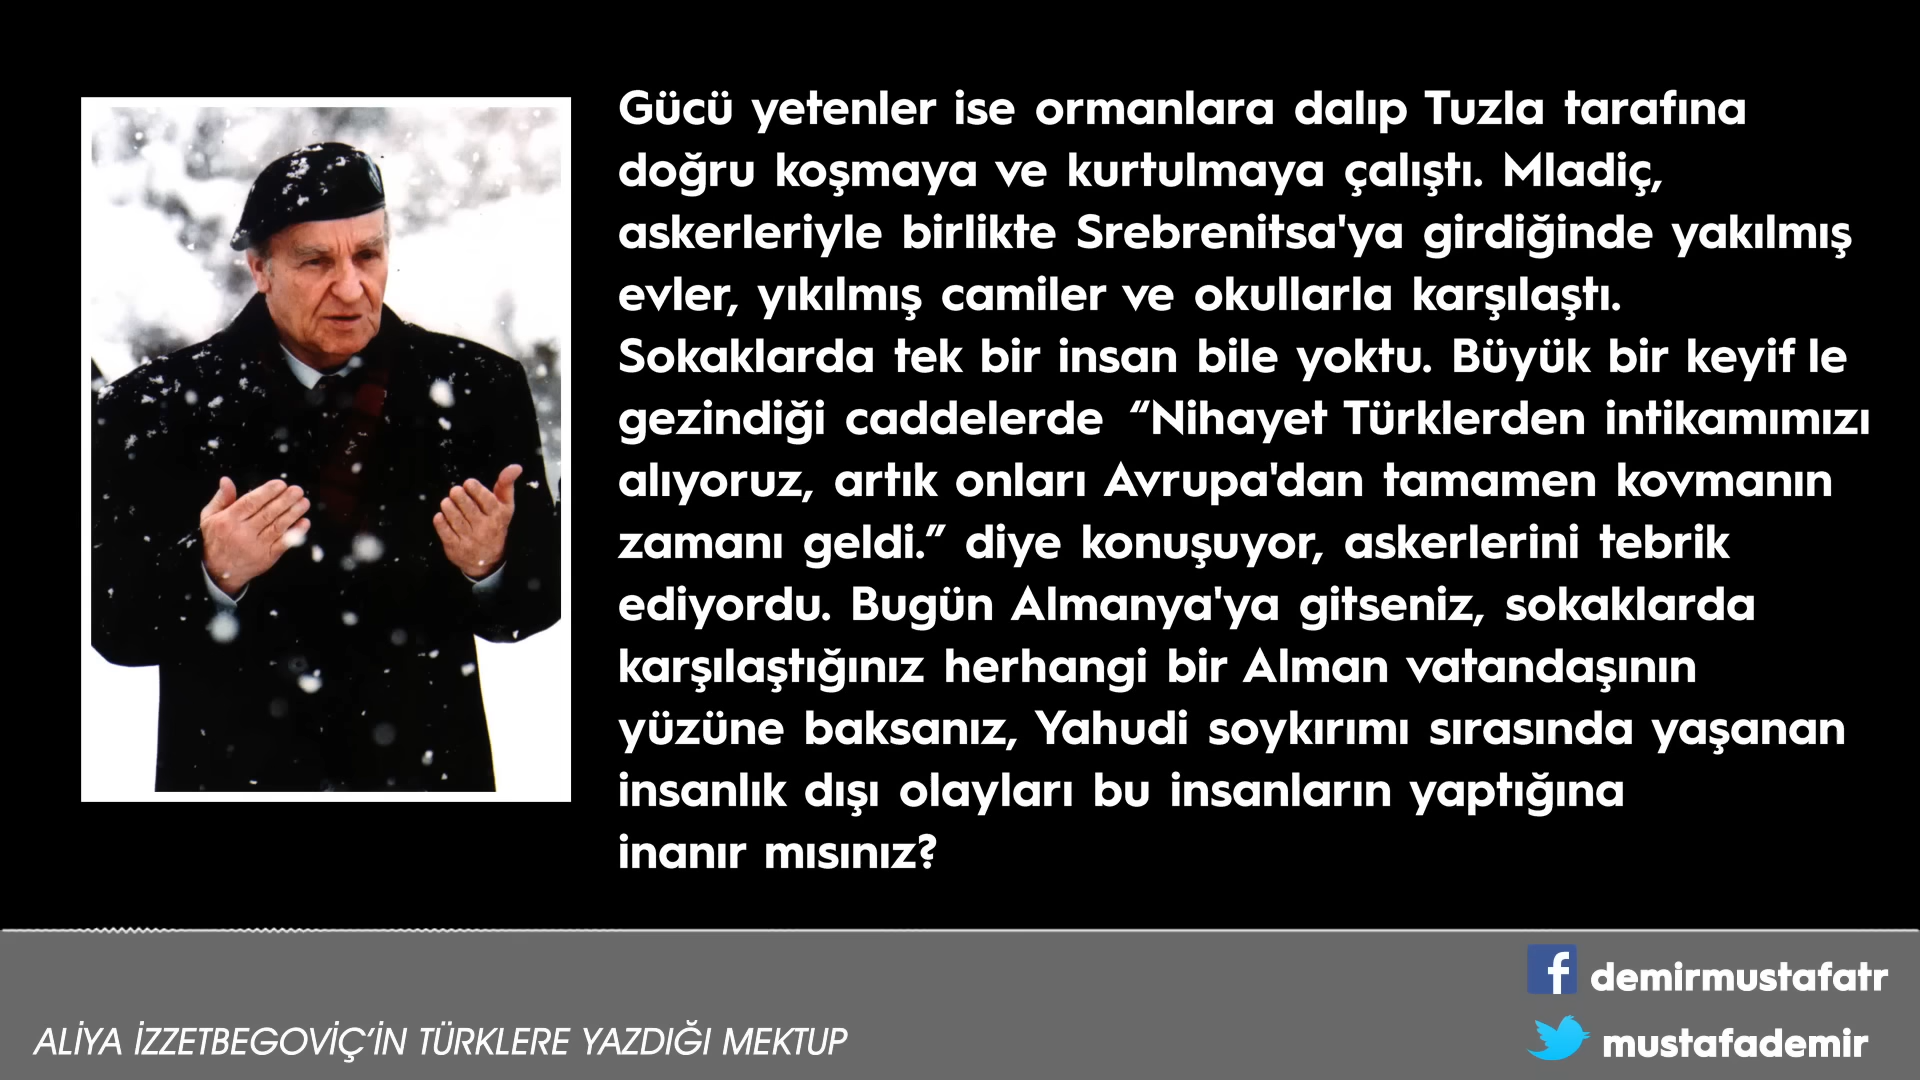 Gücü yetenler ise ormanlara dalıp Tuzla tarafına
doğru koşmaya ve kurtulmaya çalıştı. Mladiç,
askerleriyle birlikte Srebrenitsa'ya girdiğinde yakılmış
evler, yıkılmış camiler ve okullarla karşılaştı.
Sokaklarda tek bir insan bile yoktu. Büyük bir keyif le
gezindiği caddelerde “Nihayet Türklerden intikamımızı
alıyoruz, artık onları Avrupa'dan tamamen kovmanın
zamanı geldi.” diye konuşuyor, askerlerini tebrik
ediyordu. Bugün Almanya'ya gitseniz, sokaklarda
karşılaştığınız herhangi bir Alman vatandaşının
yüzüne baksanız, Yahudi soykırımı sırasında yaşanan
insanlık dışı olayları bu insanların yaptığına
inanır mısınız?
demirmustafatr
ALİYA İZZETBEGOVİÇ’İN TÜRKLERE YAZDIĞI MEKTUP
mustafademir